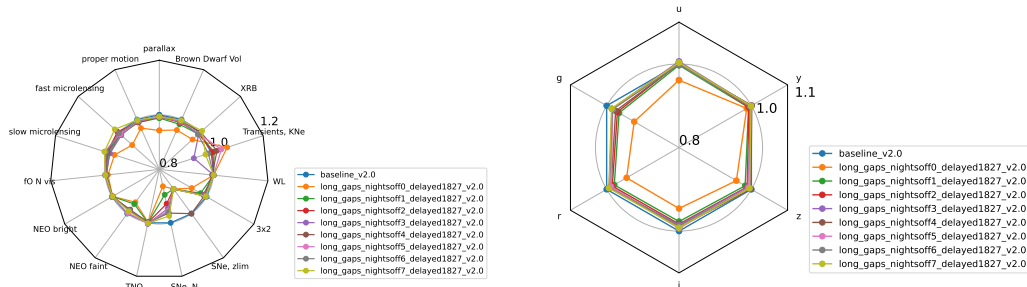 parallax
proper motion
Brown Dwarf Vol
fast microlensing
XRB
1.2
slow microlensing
Transients, KNe
1.0
0.8
fO N vis
WL
NEO bright
3x2
NEO faint
SNe, zlim
TNO
SNe, N
baseline_v2.0
long_gaps_nightsoff0_delayed1827_v2.0
long_gaps_nightsoff1_delayed1827_v2.0
long_gaps_nightsoff2_delayed1827_v2.0
long_gaps_nightsoff3_delayed1827_v2.0
long_gaps_nightsoff4_delayed1827_v2.0
long_gaps_nightsoff5_delayed1827_v2.0
long_gaps_nightsoff6_delayed1827_v2.0
long_gaps_nightsoff7_delayed1827_v2.0
u
g
y
1.1
1.0
0.8
r
z
i
baseline_v2.0
long_gaps_nightsoff0_delayed1827_v2.0
long_gaps_nightsoff1_delayed1827_v2.0
long_gaps_nightsoff2_delayed1827_v2.0
long_gaps_nightsoff3_delayed1827_v2.0
long_gaps_nightsoff4_delayed1827_v2.0
long_gaps_nightsoff5_delayed1827_v2.0
long_gaps_nightsoff6_delayed1827_v2.0
long_gaps_nightsoff7_delayed1827_v2.0